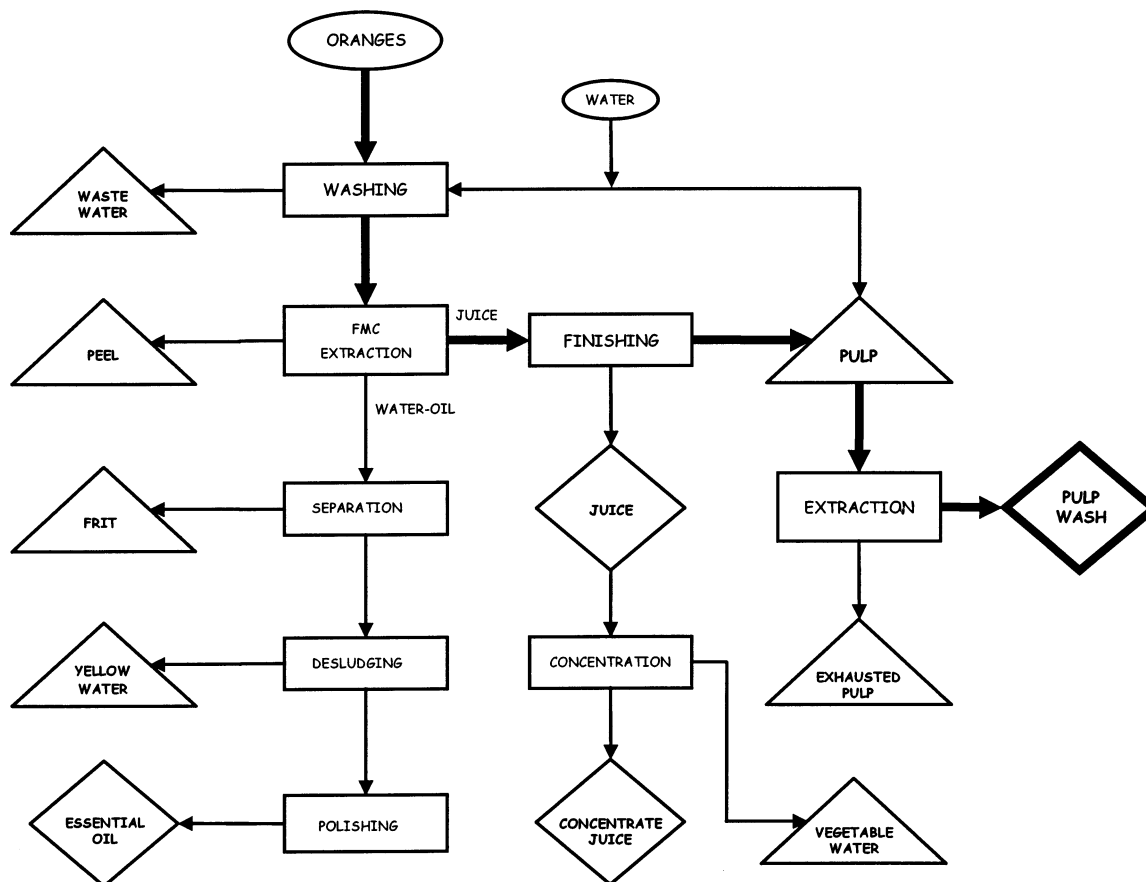 ORANGES
WATER
WASHING
WASTE
WATER
FMC
EXTRACTION
JUICE
FINISHING
PULP
PEEL
WATER-OIL
SEPARATION
FRIT
JUICE
EXTRACTION
PULP
WASH
DESLUDGING
YELLOW
WATER
CONCENTRATION
EXHAUSTED
PULP
POLISHING
ESSENTIAL
OIL
CONCENTRATE
JUICE
VEGETABLE
WATER